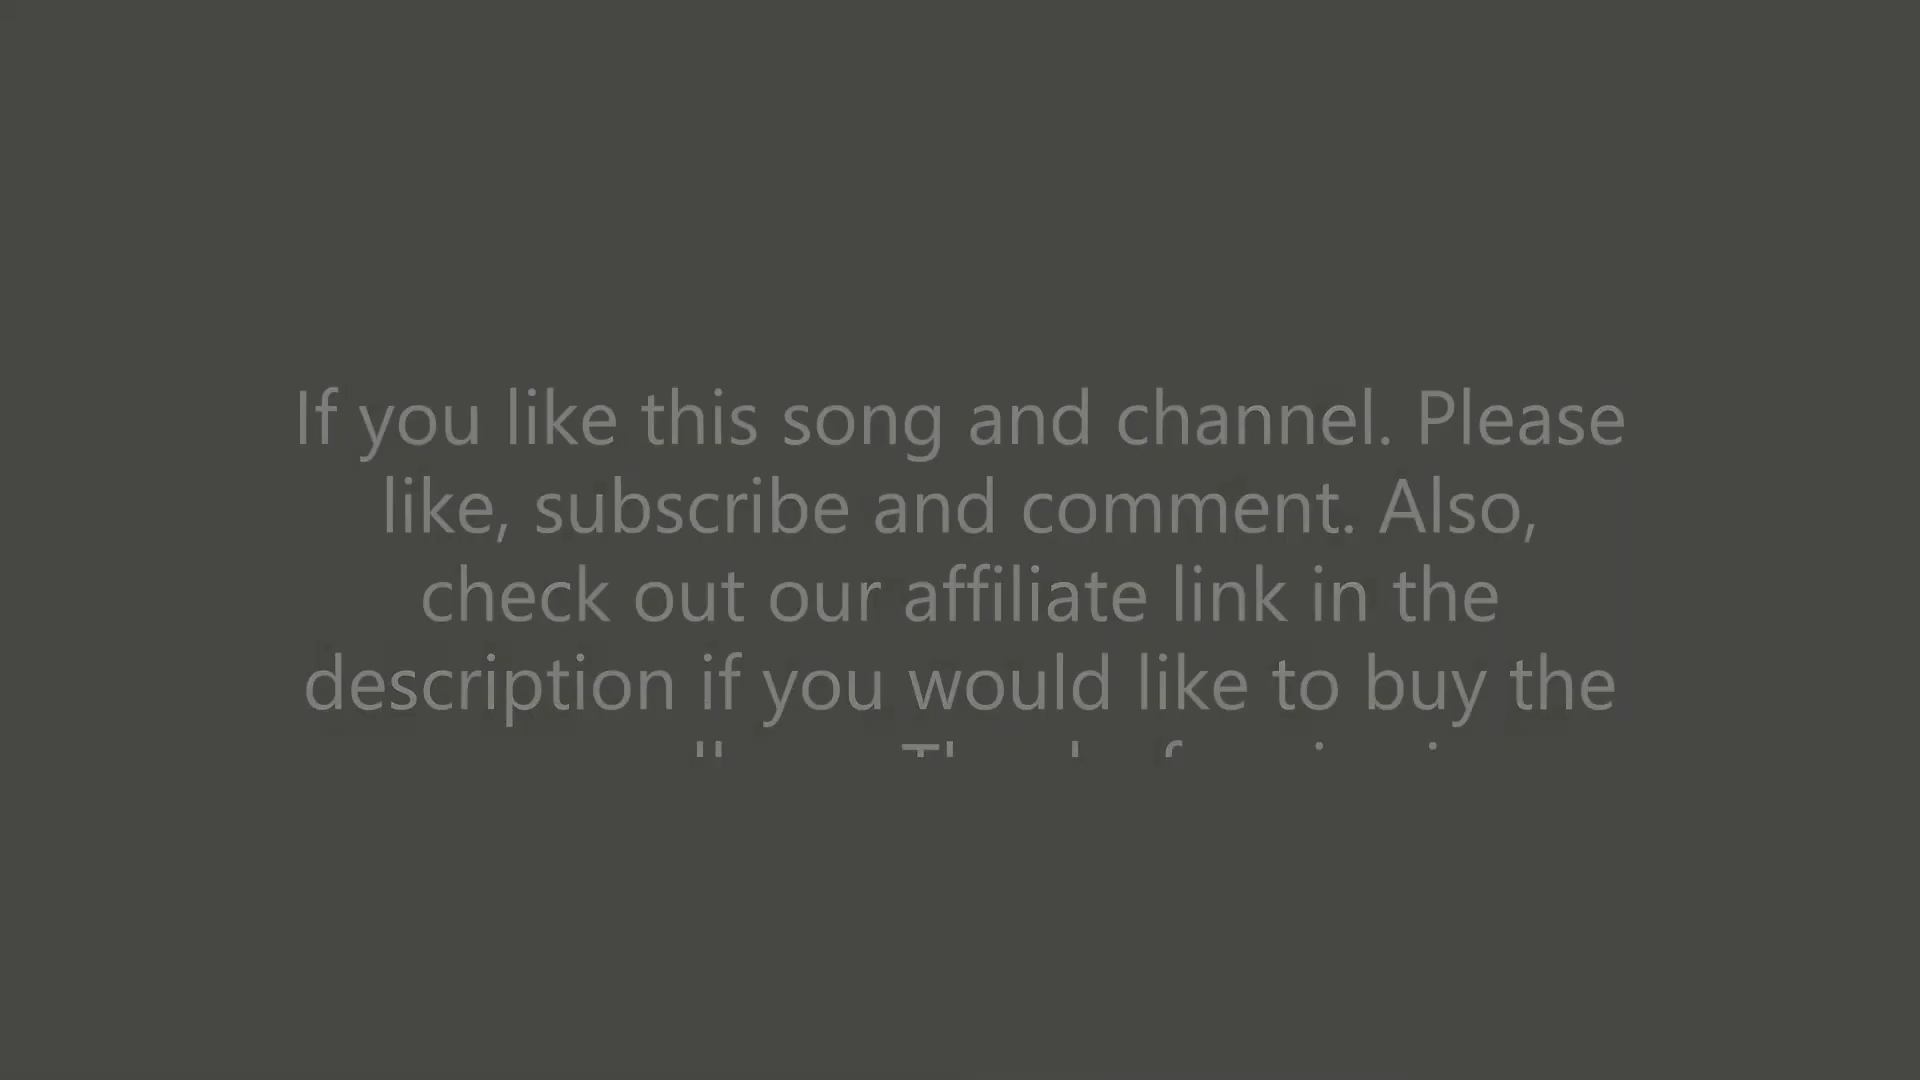 If you like this song and channel. Please
like, subscribe and comment. Also,
check out our affiliate link in the
description if you would like to buy the